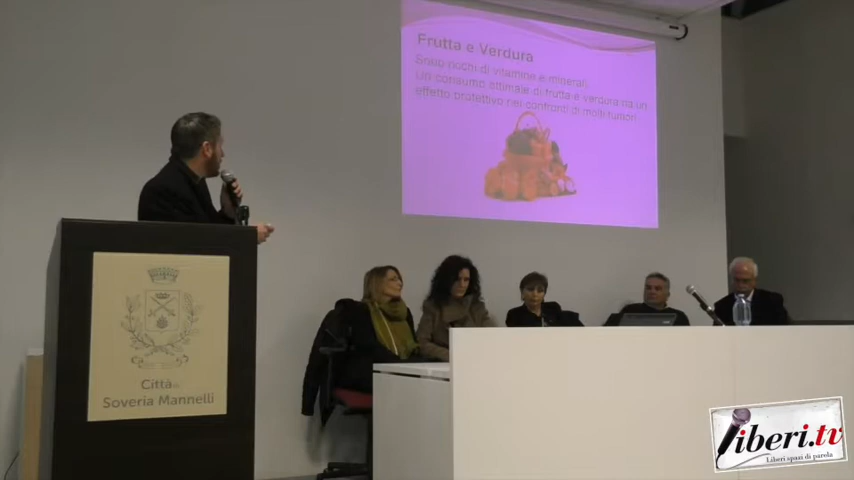 Frutta e Verdura
Sono ricchi di vitamine e minerali.
Un consumo ottimale di frutta e verdura ha un
effetto protettivo nei confronti di molti tumori.
Città di
Soveria Mannelli
liberi.tv
Liberi spazi di parola